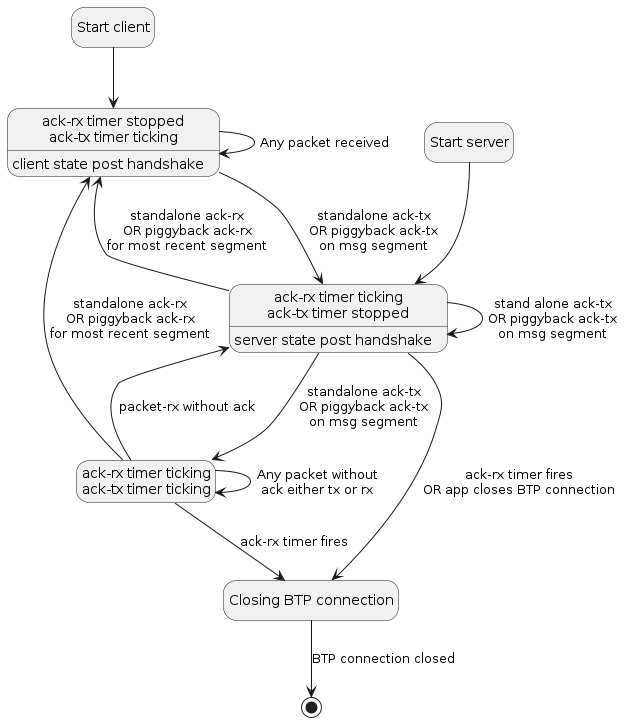 Start client
ack-rx timer stopped
ack-tx timer ticking
client state post handshake
Any packet received
Start server
standalone ack-rx
OR piggyback ack-rx
for most recent segment
standalone ack-tx
OR piggyback ack-tx
on msg segment
ack-rx timer ticking
ack-tx timer stopped
server state post handshake
stand alone ack-tx
OR piggyback ack-tx
on msg segment
standalone ack-rx
OR piggyback ack-rx
for most recent segment
packet-rx without ack
standalone ack-tx
OR piggyback ack-tx
on msg segment
ack-rx timer ticking
ack-tx timer ticking
Any packet without
ack either tx or rx
ack-rx timer fires
OR app closes BTP connection
ack-rx timer fires
Closing BTP connection
BTP connection closed